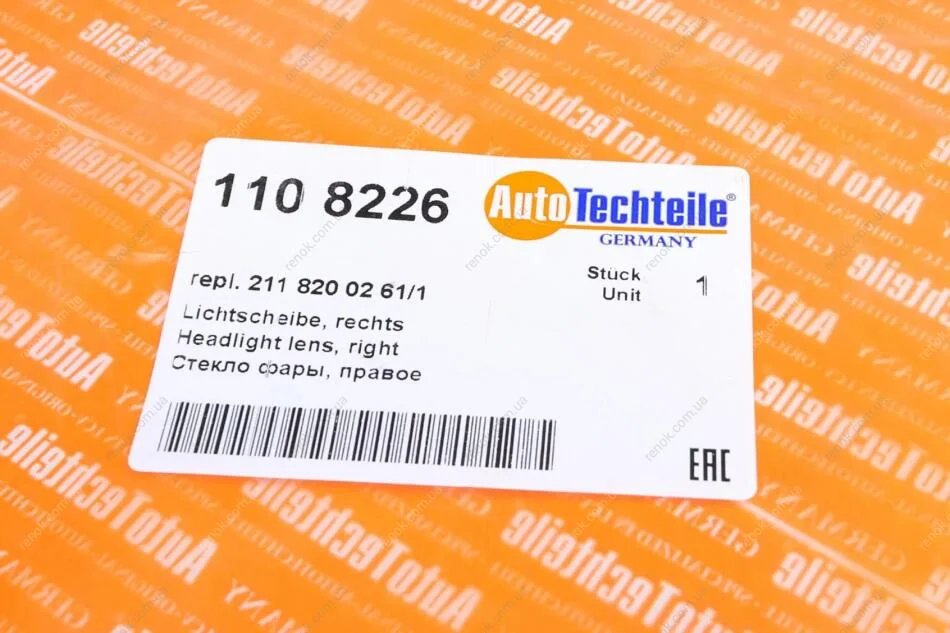 110 8226
AutoTechteile®
GERMANY
repl. 211 820 02 61/1
Stück 1
Unit
Lichtscheibe, rechts
Headlight lens, right
Стекло фары, правое
EAC